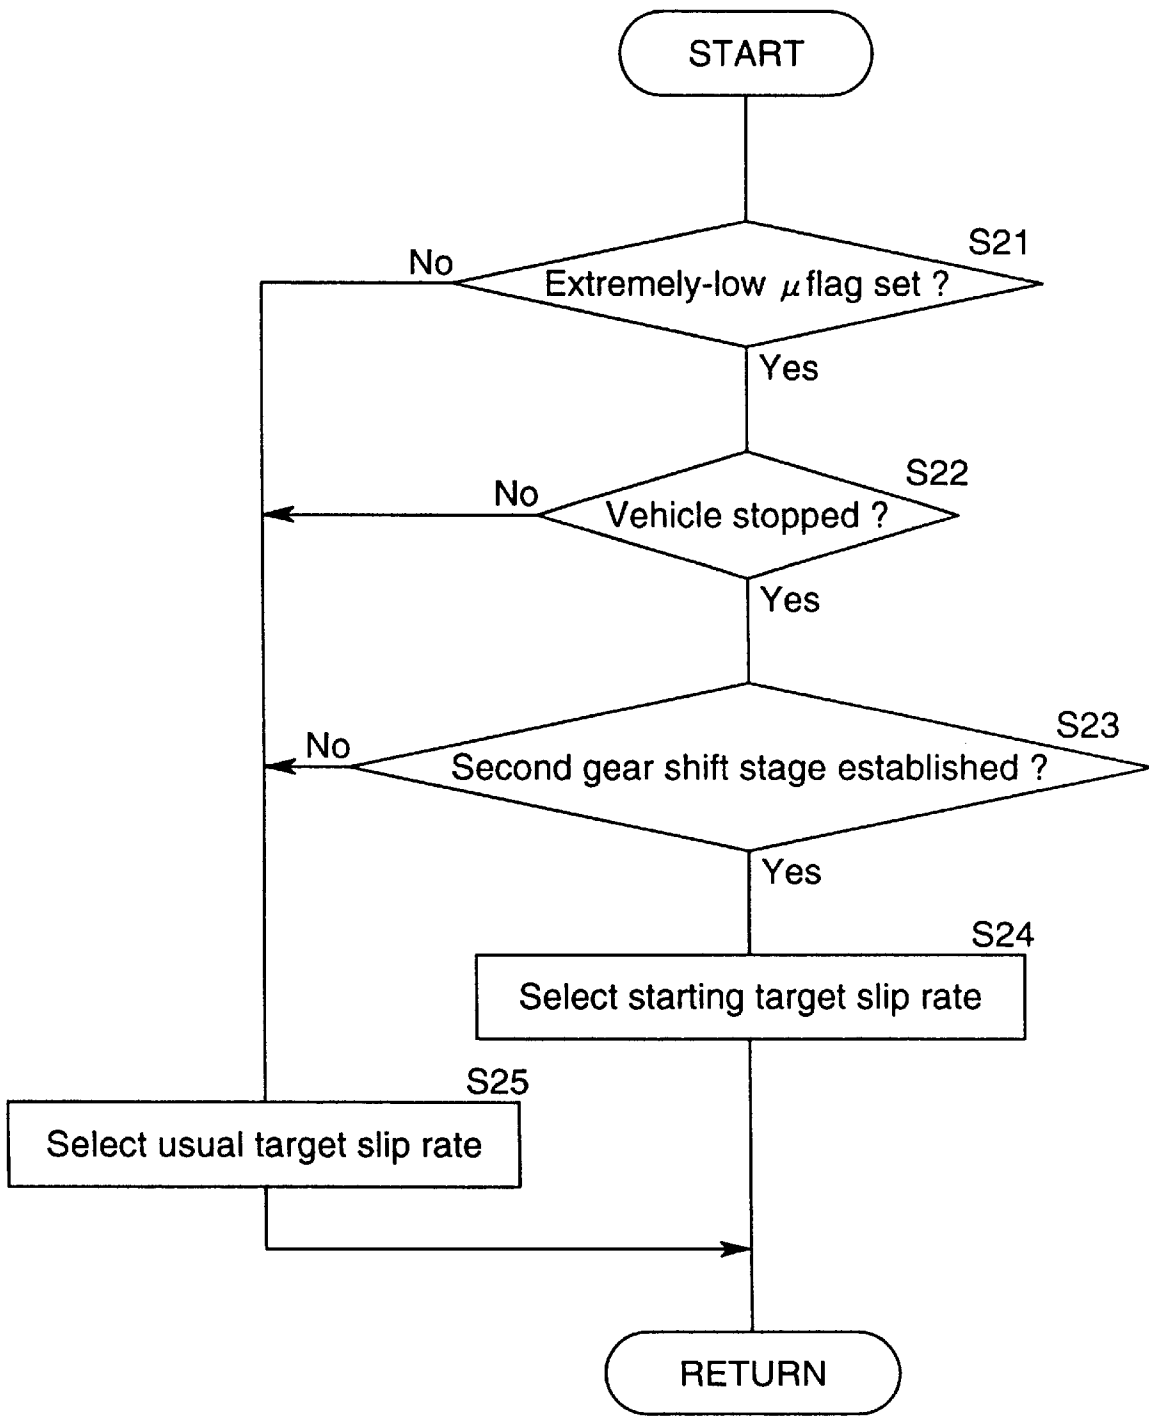 START
S21
No
Extremely-low μ flag set ?
Yes
S22
No
Vehicle stopped ?
Yes
S23
No
Second gear shift stage established ?
Yes
S24
Select starting target slip rate
S25
Select usual target slip rate
RETURN